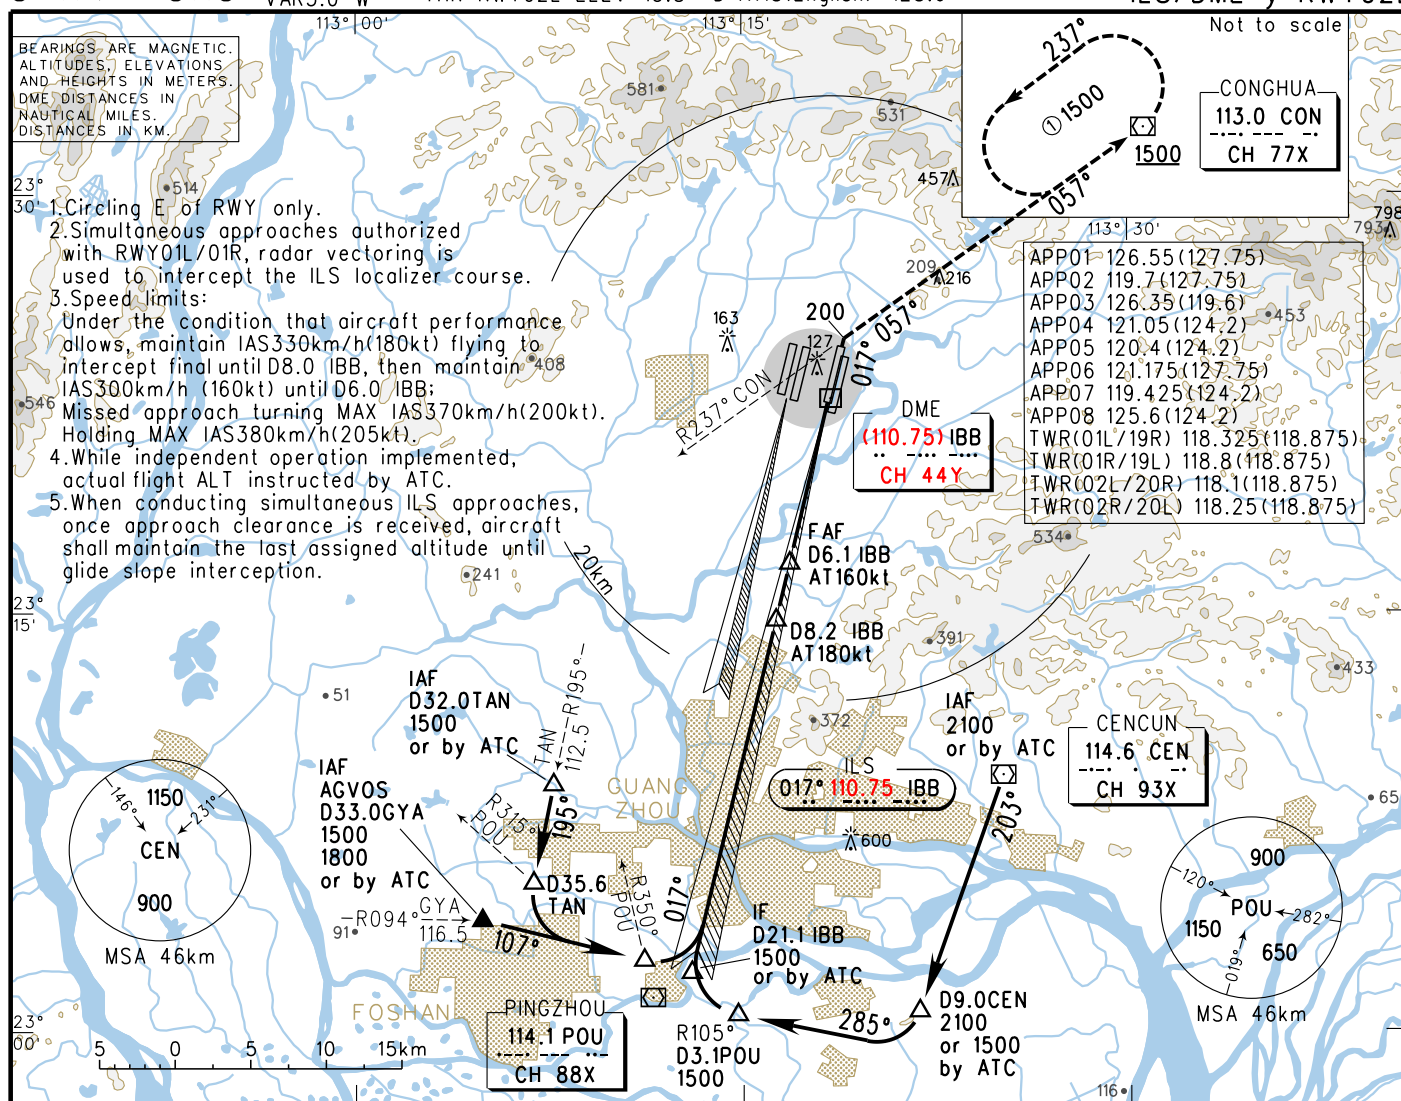 VAR3.0°W
113° 00'
113° 15'
BEARINGS ARE MAGNETIC.
ALTITUDES, ELEVATIONS
AND HEIGHTS IN METERS.
DME DISTANCES IN
NAUTICAL MILES.
DISTANCES IN KM.
Not to scale
237°
① 1500
1500
057°
CONGHUA
113.0 CON
CH 77X
581
531
457
514
23°
30'
113° 30'
798
793
1.Circling E of RWY only.
2.Simultaneous approaches authorized
with RWY01L/01R, radar vectoring is
used to intercept the ILS localizer course.
3.Speed limits:
Under the condition that aircraft performance
allows, maintain IAS330km/h(180kt) flying to
intercept final until D8.0 IBB, then maintain
IAS300km/h (160kt) until D6.0 IBB;
Missed approach turning MAX IAS370km/h(200kt).
Holding MAX IAS380km/h(205kt).
4.While independent operation implemented,
actual flight ALT instructed by ATC.
5.When conducting simultaneous ILS approaches,
once approach clearance is received, aircraft
shall maintain the last assigned altitude until
glide slope interception.
APP01 126.55(127.75)
APP02 119.7(127.75)
APP03 126.35(119.6)
APP04 121.05(124.2)
APP05 120.4(124.2)
APP06 121.175(127.75)
APP07 119.425(124.2)
APP08 125.6(124.2)
TWR(01L/19R) 118.325(118.875)
TWR(01R/19L) 118.8(118.875)
TWR(02L/20R) 118.1(118.875)
TWR(02R/20L) 118.25(118.875)
209
216
453
163
200
127
057°
017°
408
546
R237° CON
DME
(110.75) IBB
CH 44Y
534
FAF
D6.1 IBB
AT160kt
20km
241
23°
15'
D8.2 IBB
AT180kt
391
433
51
372
IAF
D32.0TAN
1500
or by ATC
TAN
112.5-R195°
IAF
2100
or by ATC
CENCUN
114.6 CEN
CH 93X
IAF
AGVOS
D33.0GYA
1500
1800
or by ATC
GUANG
ZHOU
ILS
017° 110.75 IBB
600
65
1150
146°
231°
CEN
900
MSA 46km
R315°
POU
195°
203°
D35.6
TAN
R350°
POU
017°
R094° GYA
116.5
91
107°
IF
D21.1 IBB
1500
or by ATC
900
120°
POU
282°
1150
650
019°
MSA 46km
FOSHAN
PINGZHOU
114.1 POU
CH 88X
R105°
D3.1POU
1500
285°
D9.0CEN
2100
or 1500
by ATC
23°
00'
5 0 5 10 15km
116